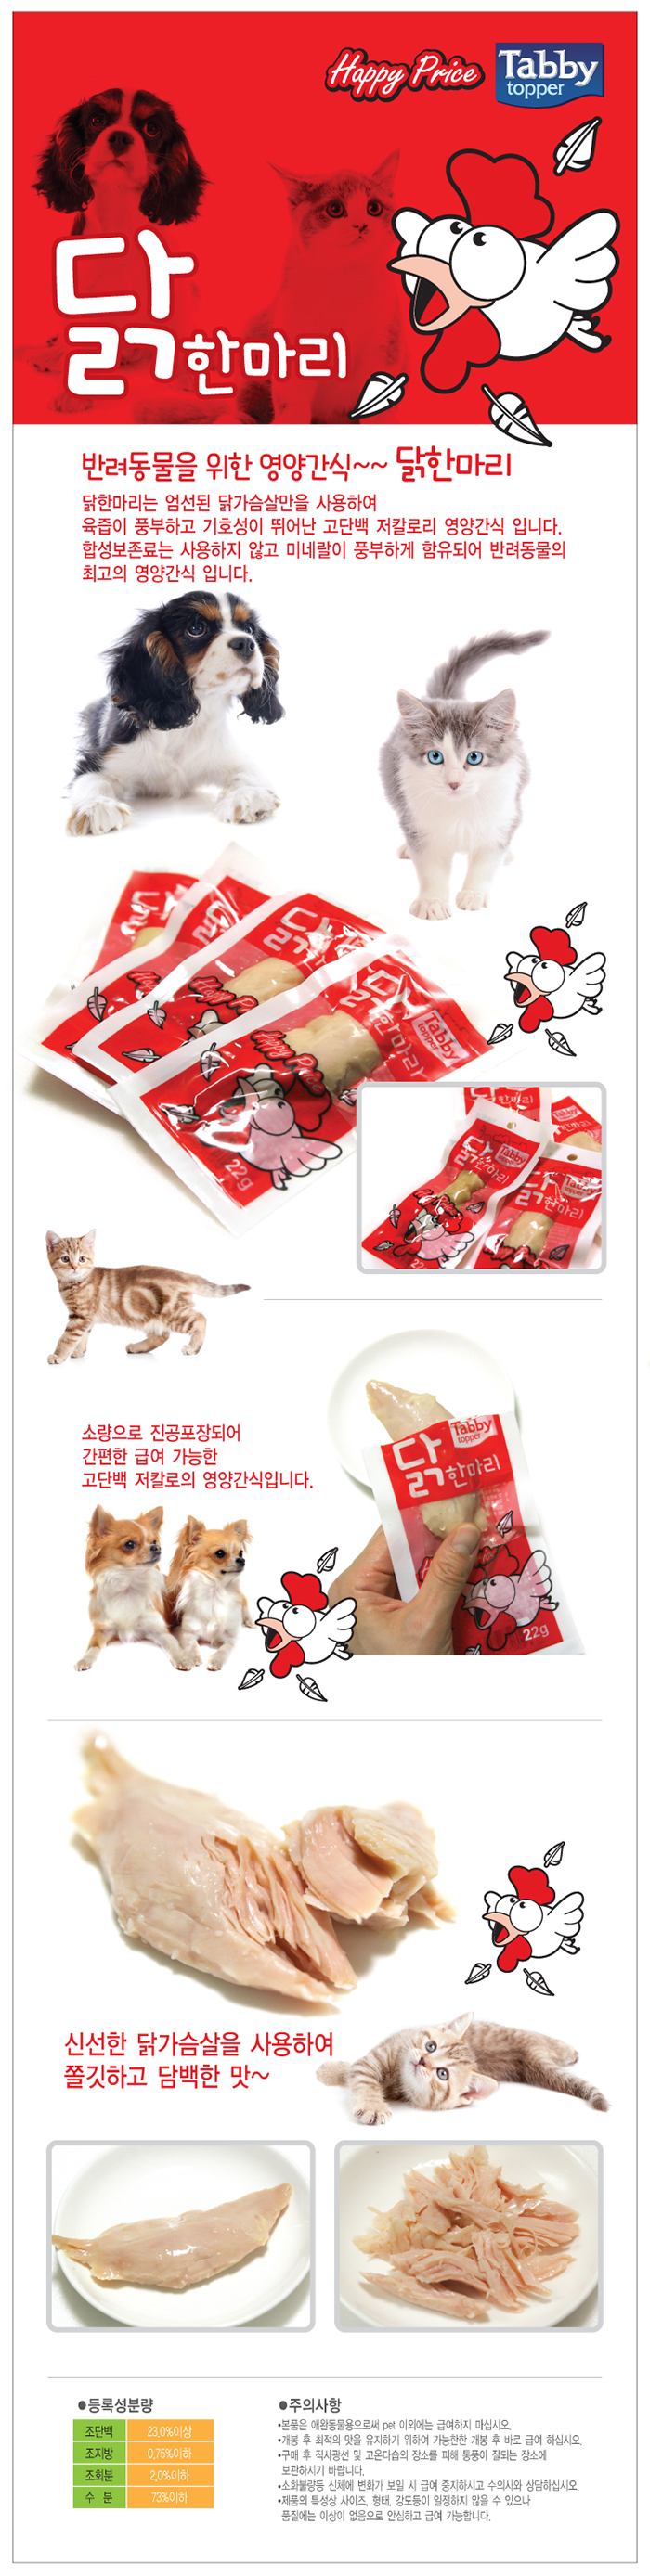 Happy Price
Tabby
topper
닭한마리
반려동물을 위한 영양간식~~ 닭한마리
닭한마리는 엄선된 닭가슴살만을 사용하여
육즙이 풍부하고 기호성이 뛰어난 고단백 저칼로리 영양간식 입니다.
합성보존료는 사용하지 않고 미네랄이 풍부하게 함유되어 반려동물의
최고의 영양간식 입니다.
Happy Price
닭한마리
Tabby
topper
22g
닭한마리
Tabby
22g
소량으로 진공포장되어
간편한 급여 가능한
고단백 저칼로의 영양간식입니다.
Tabby
topper
닭한마리
22g
신선한 닭가슴살을 사용하여
쫄깃하고 담백한 맛~
●등록성분량
조단백 23.0%이상
조지방 0.75%이하
조회분 2.0%이하
수 분 73%이하
●주의사항
•본품은 애완동물용으로써 pet 이외에는 급여하지 마십시오.
•개봉 후 최적의 맛을 유지하기 위하여 가능한한 개봉 후 바로 급여 하십시오.
•구매 후 직사광선 및 고온다습의 장소를 피해 통풍이 잘되는 장소에
보관하시기 바랍니다.
•소화불량등 신체에 변화가 보일 시 급여 중지하시고 수의사와 상담하십시오.
•제품의 특성상 사이즈, 형태, 강도등이 일정하지 않을 수 있으나
품질에는 이상이 없음으로 안심하고 급여 가능합니다.